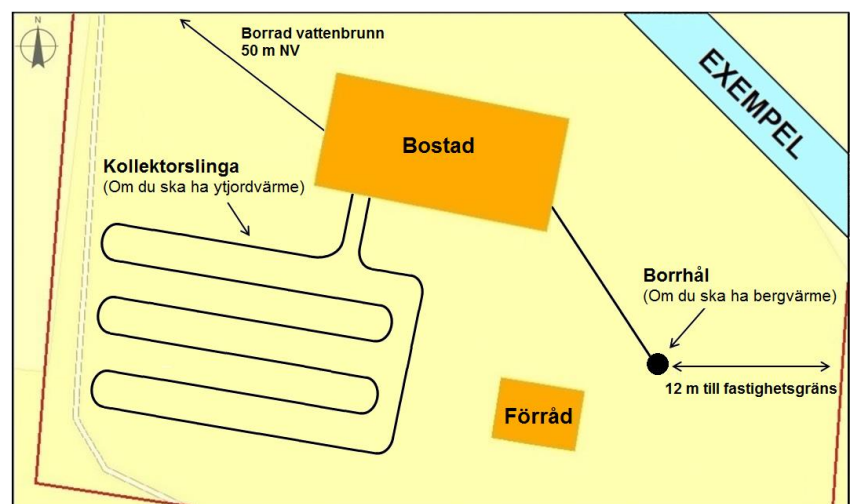 N
Borrad vattenbrunn
50 m NV
EXEMPEL
Bostad
Kollektorslinga
(Om du ska ha ytjordvärme)
Borrhål
(Om du ska ha bergvärme)
12 m till fastighetsgräns
Förråd